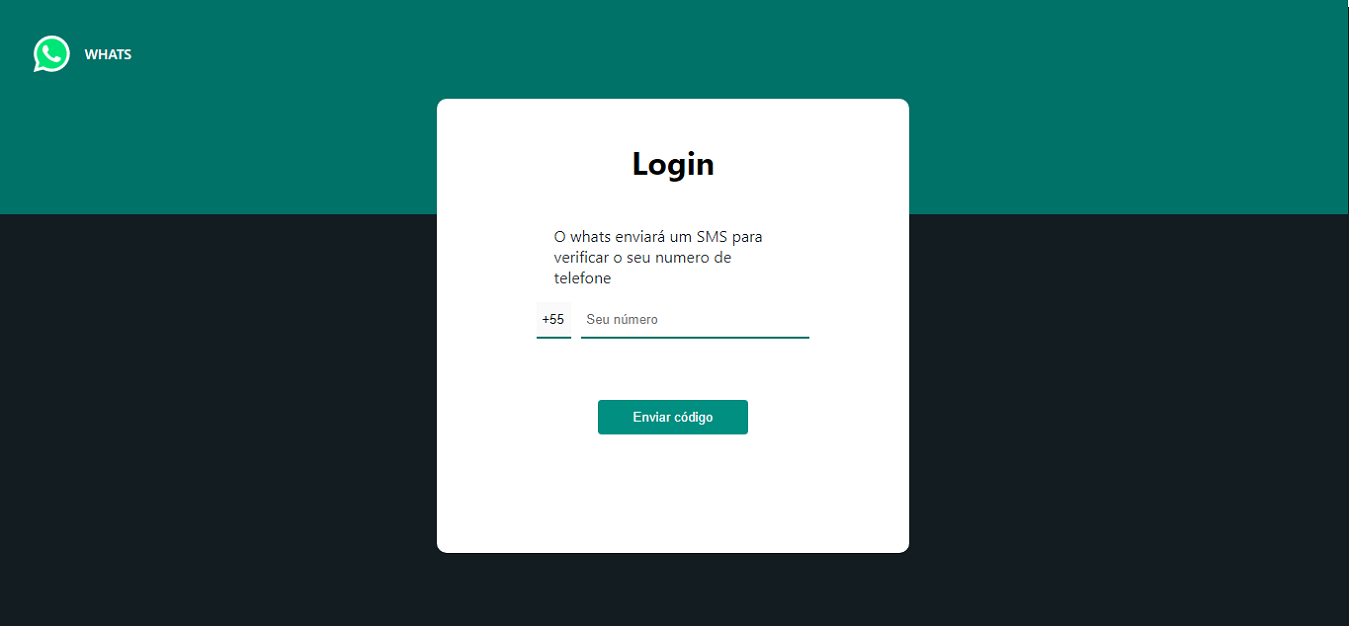 WHATS
Login
O whats enviará um SMS para
verificar o seu numero de
telefone
+55 Seu número
Enviar código